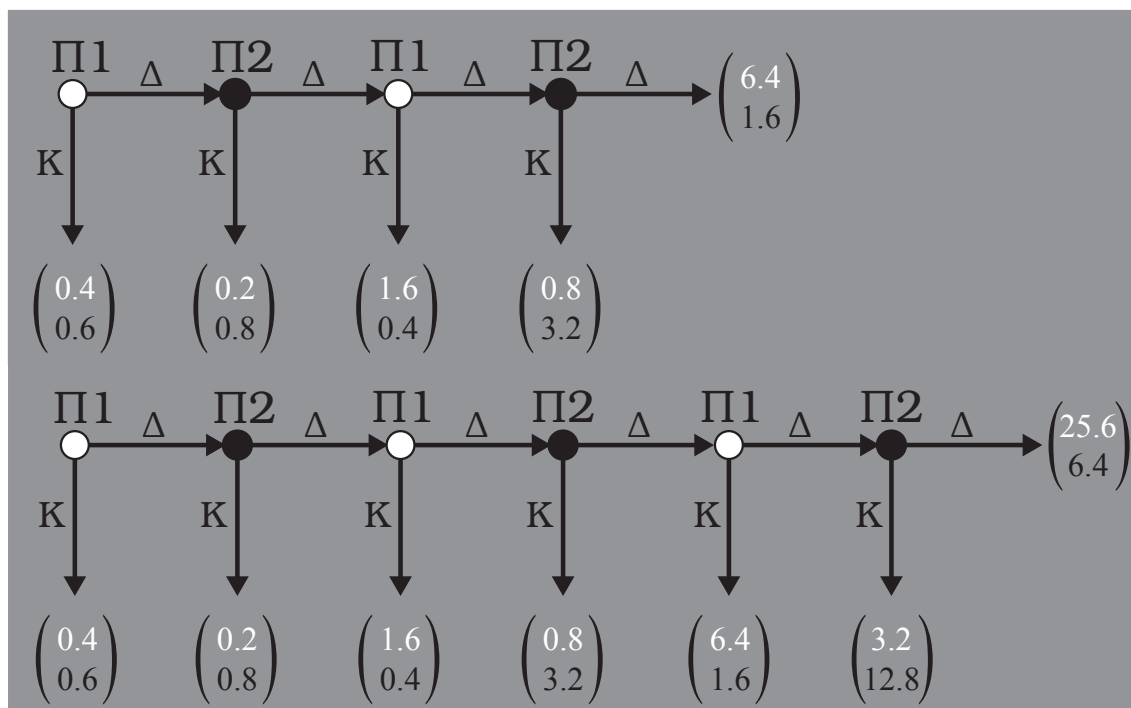 П1 П2 П1 П2
Δ Δ Δ Δ
6.4
1.6
К К К К
0.4 0.2 1.6 0.8
0.6 0.8 0.4 3.2
П1 П2 П1 П2 П1 П2
Δ Δ Δ Δ Δ Δ
25.6
6.4
К К К К К К
0.4 0.2 1.6 0.8 6.4 3.2
0.6 0.8 0.4 3.2 1.6 12.8